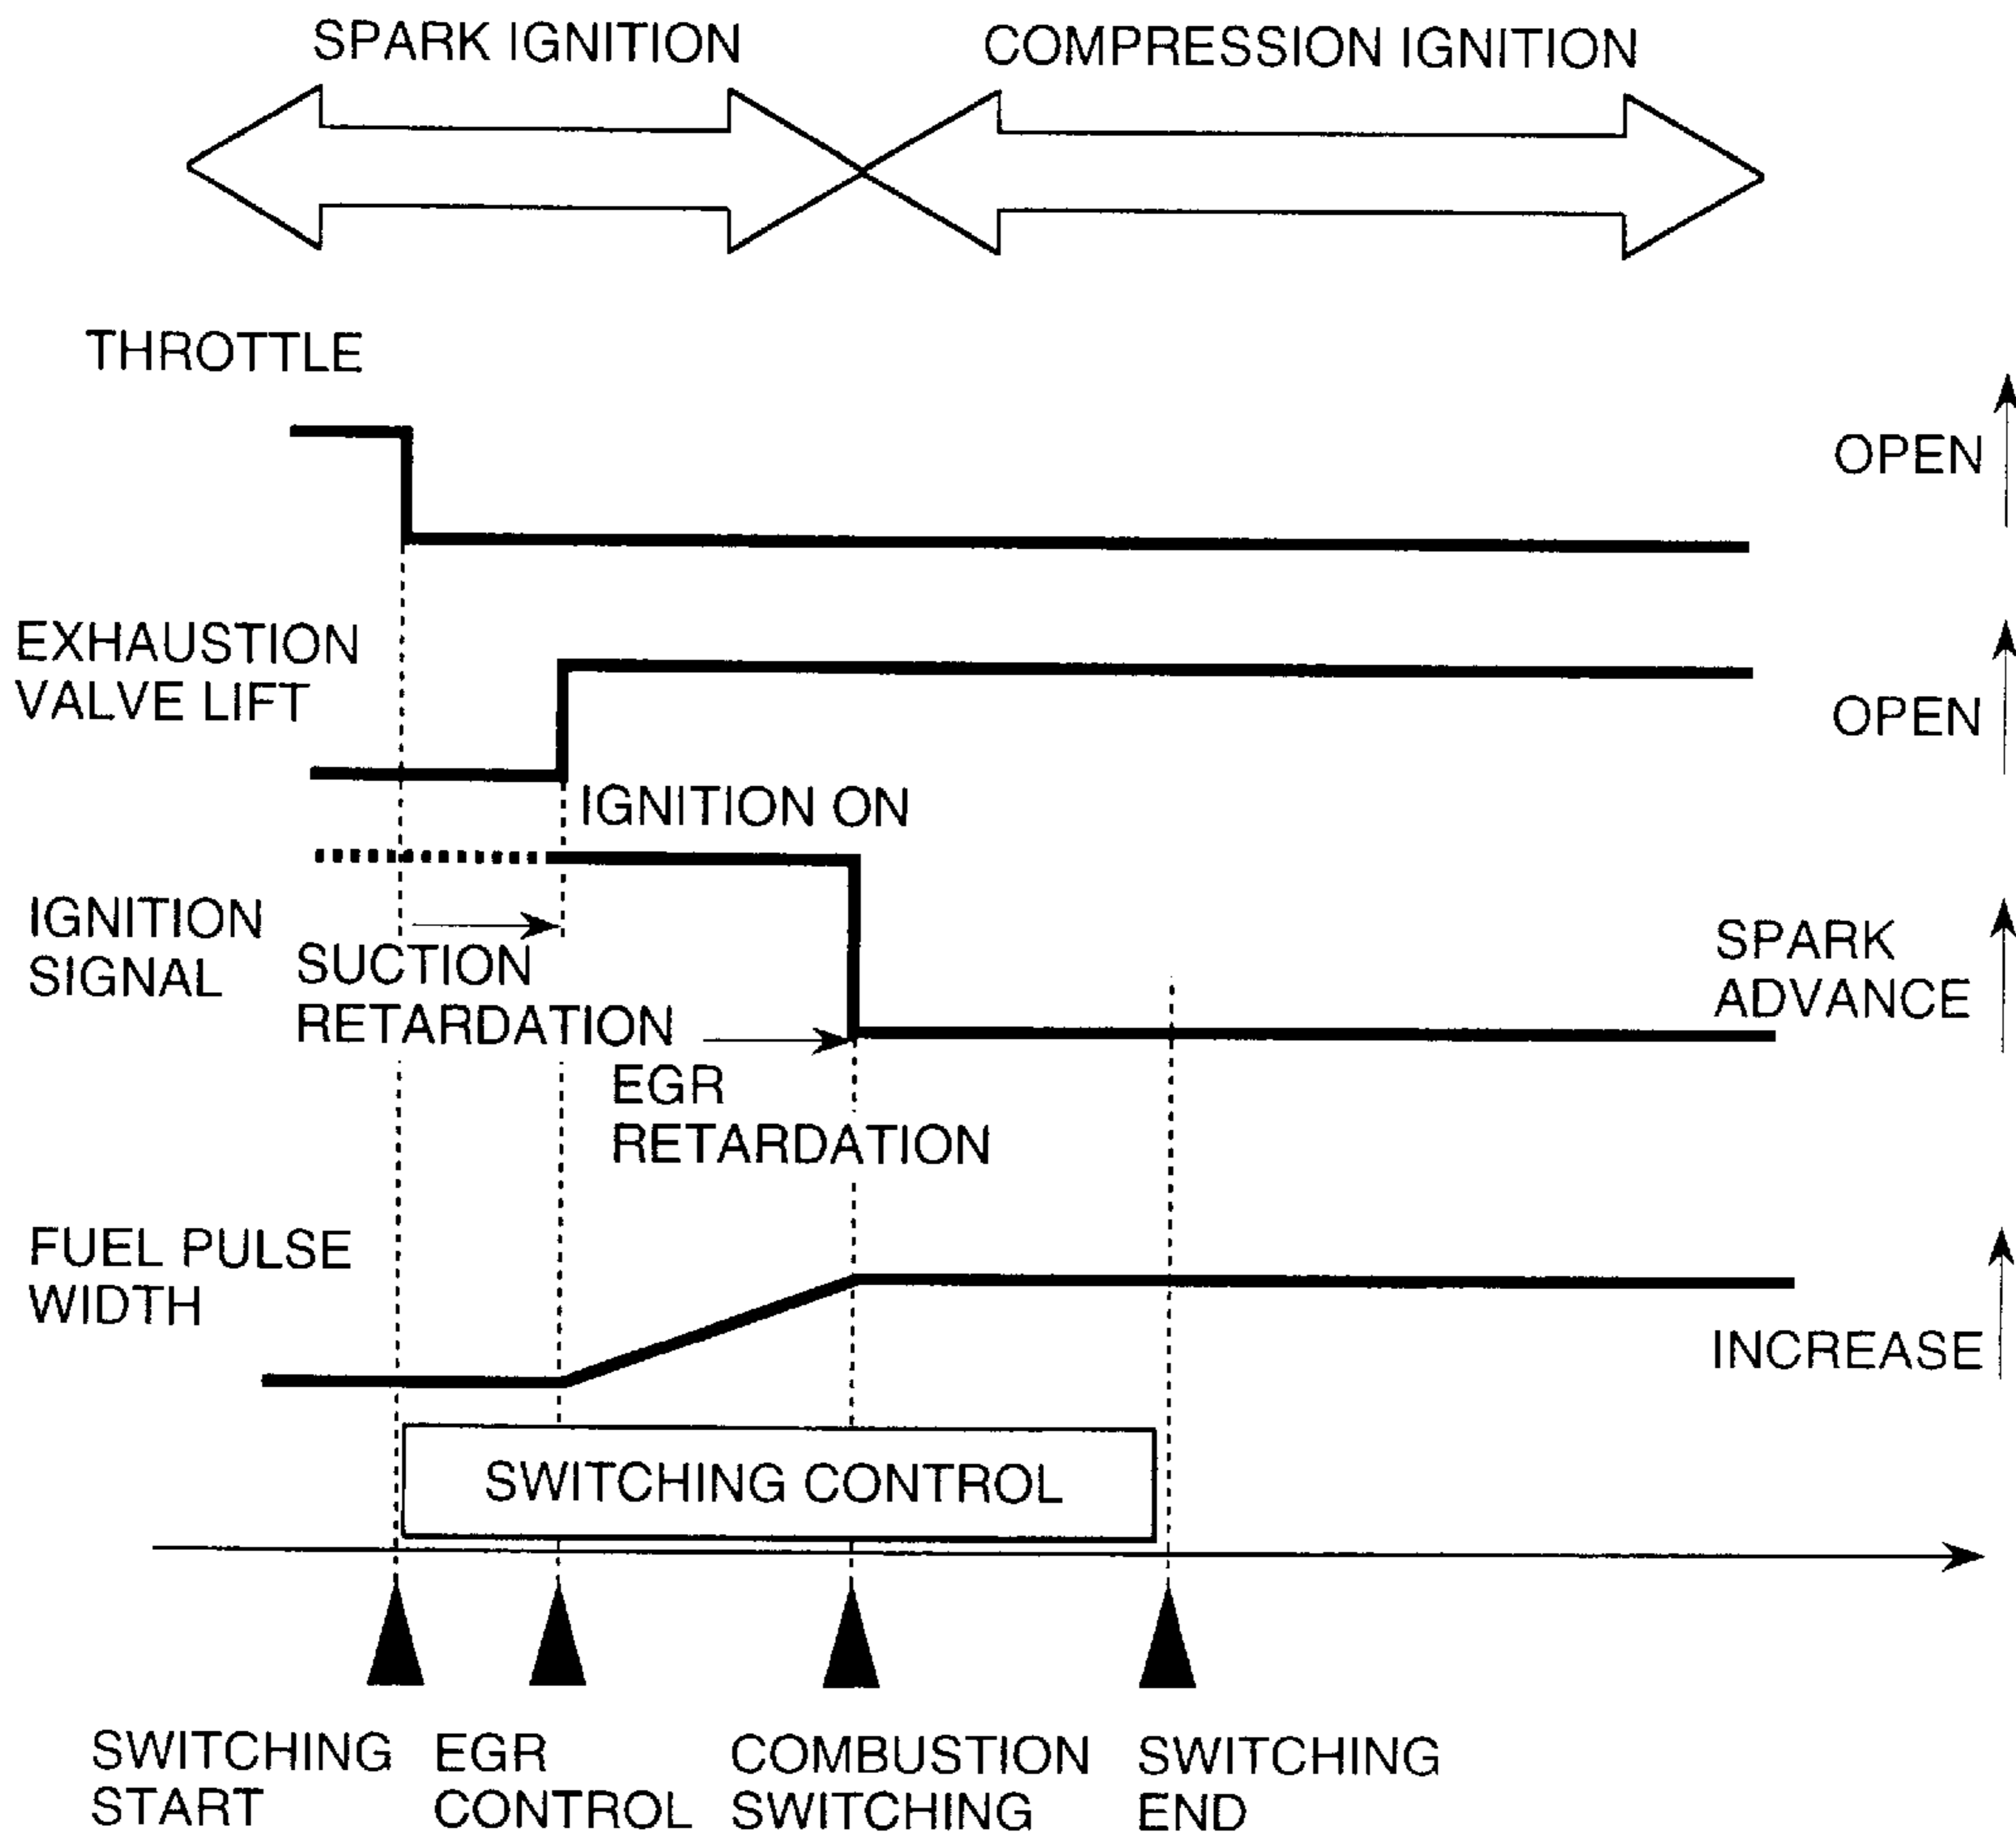 SPARK IGNITION
COMPRESSION IGNITION
THROTTLE
OPEN
EXHAUSTION
VALVE LIFT
OPEN
IGNITION ON
IGNITION
SIGNAL
SUCTION
RETARDATION
SPARK
ADVANCE
EGR
RETARDATION
FUEL PULSE
WIDTH
INCREASE
SWITCHING CONTROL
SWITCHING
START
EGR
CONTROL
COMBUSTION
SWITCHING
SWITCHING
END